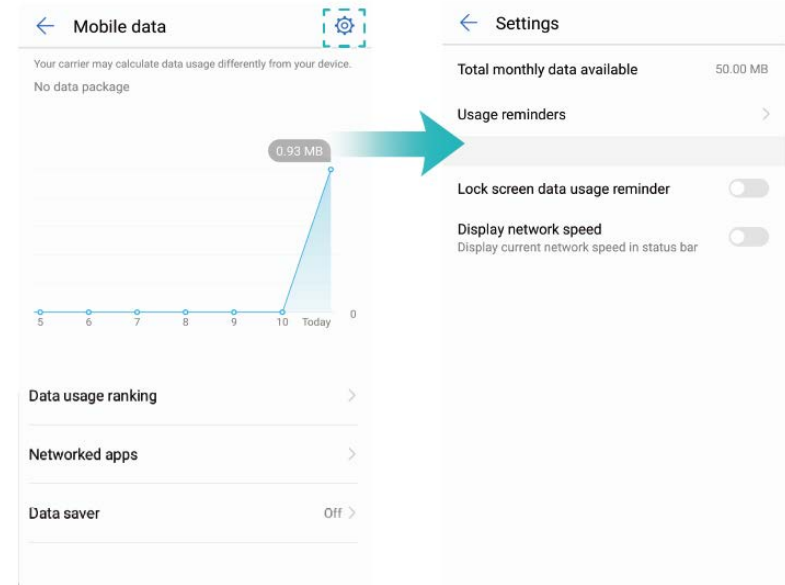 Mobile data
Your carrier may calculate data usage differently from your device.
No data package
0.93 MB
0
5 6 7 8 9 10 Today
Data usage ranking
Networked apps
Data saver Off
Settings
Total monthly data available 50.00 MB
Usage reminders
Lock screen data usage reminder
Display network speed
Display current network speed in status bar